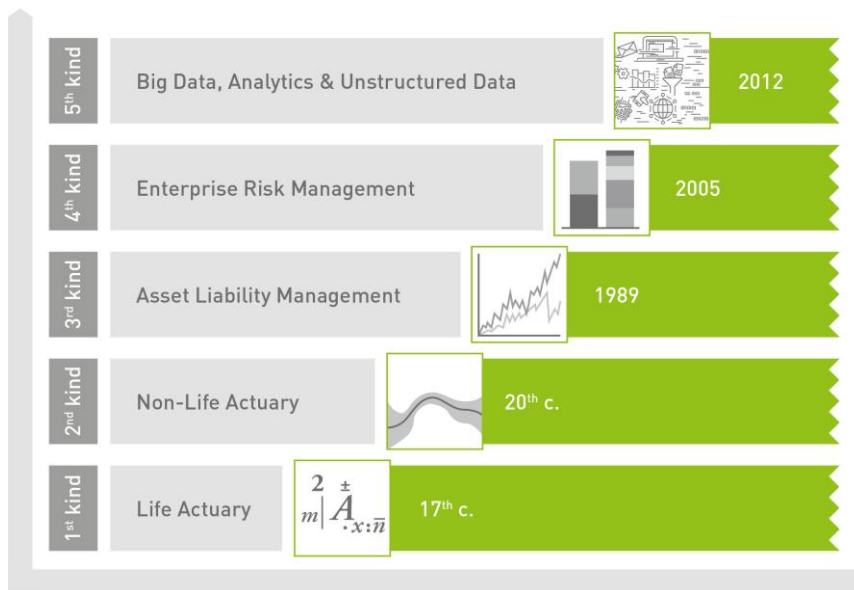 5th kind
Big Data, Analytics & Unstructured Data
2012
4th kind
Enterprise Risk Management
2005
3rd kind
Asset Liability Management
1989
2nd kind
Non-Life Actuary
20th c.
1st kind
Life Actuary
2 ±
m| A
. x:n̅
17th c.